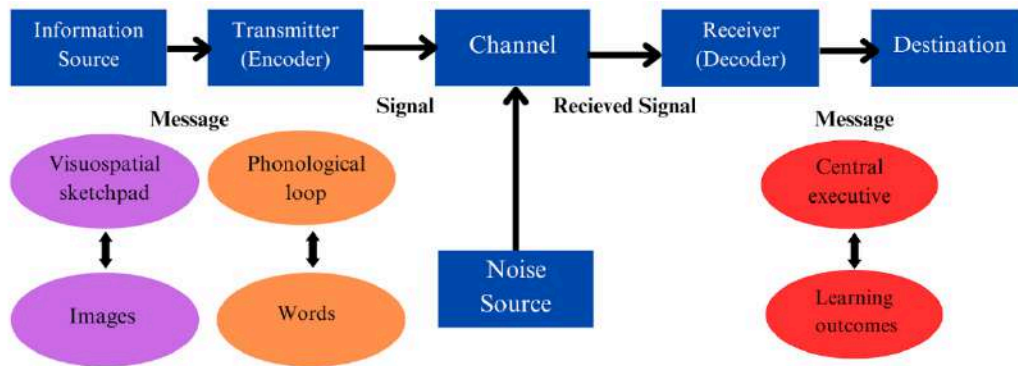 Information
Source
Transmitter
(Encoder)
Channel
Receiver
(Decoder)
Destination
Message
Signal
Recieved Signal
Message
Visuospatial
sketchpad
Phonological
loop
Central
executive
Images
Words
Noise
Source
Learning
outcomes